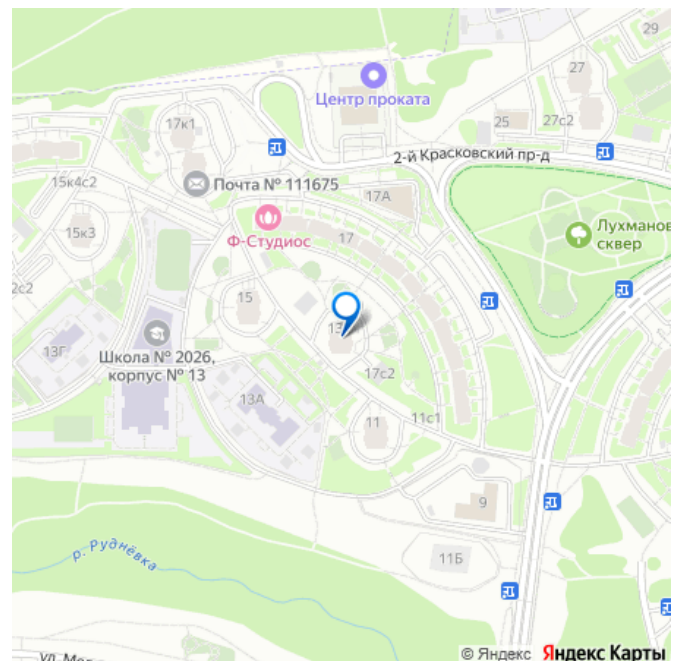 29
27
Центр проката
17к1
25
27с2
2-й Красковский пр-д
15к4с2
Почта № 111675
17А
15к3
Ф-Студиос
17
Лухманов
сквер
2с2
15
13
13Г
Школа № 2026,
корпус № 13
17с2
13А
11
11с1
9
р. Руднёвка
11Б
© Яндекс Яндекс Карты